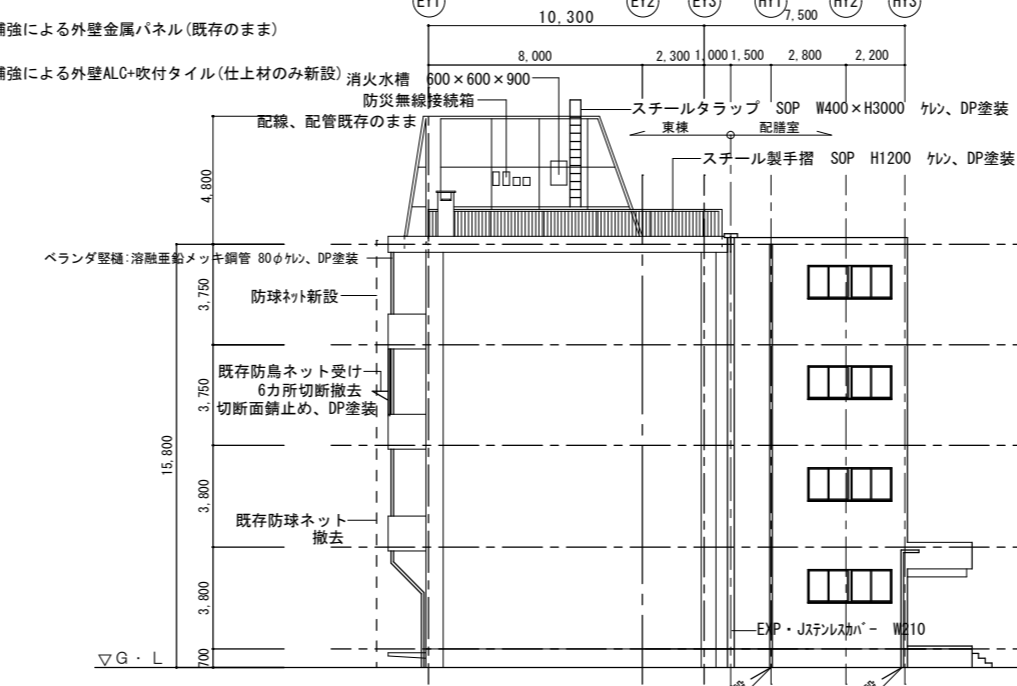 EY1 EY2 EY3 HY1 HY2 HY3
10,300 7,500
8,000 2,300 1,000 1,500 2,800 2,200
補強による外壁金属パネル(既存のまま)
補強による外壁ALC+吹付タイル(仕上材のみ新設)
消火水槽 600×600×900
防災無線接続箱
配線、配管既存のまま
スチールタラップ SOP W400×H3000 ケレン、DP塗装
東棟 配膳室
スチール製手摺 SOP H1200 ケレン、DP塗装
4,800
ベランダ竪樋:溶融亜鉛メッキ鋼管 80φケレン、DP塗装
3,750
防球ネット新設
既存防鳥ネット受け
6カ所切断撤去
切断面錆止め、DP塗装
3,750
15,800
3,800
既存防球ネット
撤去
3,800
EXP・Jステンレスカバー W210
700
▽G・L